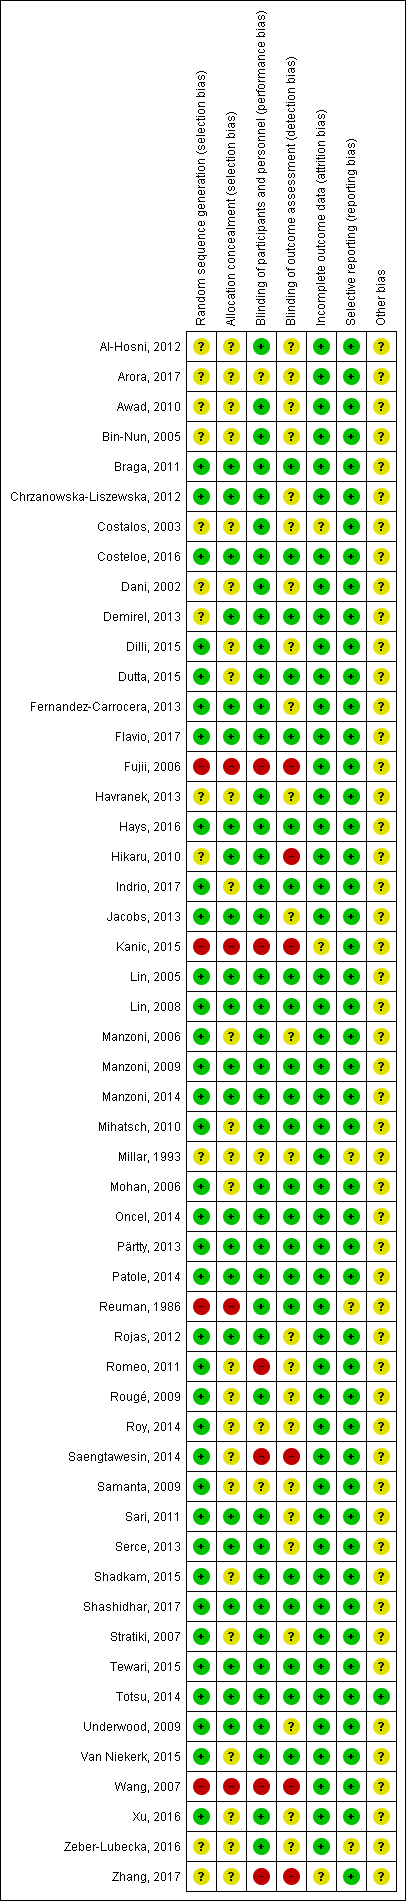 Random sequence generation (selection bias)
Allocation concealment (selection bias)
Blinding of participants and personnel (performance bias)
Blinding of outcome assessment (detection bias)
Incomplete outcome data (attrition bias)
Selective reporting (reporting bias)
Other bias
Al-Hosni, 2012 ? ? + ? + + ?
Arora, 2017 ? ? ? ? + + ?
Awad, 2010 ? ? + ? + + ?
Bin-Nun, 2005 ? ? + ? + + ?
Braga, 2011 + + + + + + ?
Chrzanowska-Liszewska, 2012 + + + ? + + ?
Costalos, 2003 ? ? + ? ? + ?
Costeloe, 2016 + + + + + + ?
Dani, 2002 ? ? + ? + + ?
Demirel, 2013 ? + + + + + ?
Dilli, 2015 + ? + ? + + ?
Dutta, 2015 + ? + + + + ?
Fernandez-Carrocera, 2013 + + + ? + + ?
Flavio, 2017 + + + + + + ?
Fujii, 2006 - - - - + + ?
Havranek, 2013 ? ? + ? + + ?
Hays, 2016 + + + + + + ?
Hikaru, 2010 ? + + - + + ?
Indrio, 2017 + ? + + + + ?
Jacobs, 2013 + + + ? + + ?
Kanic, 2015 - - - - ? + ?
Lin, 2005 + + + + + + ?
Lin, 2008 + + + + + + ?
Manzoni, 2006 + ? + ? + + ?
Manzoni, 2009 + + + + + + ?
Manzoni, 2014 + + + + + + ?
Mihatsch, 2010 + ? + + + + ?
Millar, 1993 ? ? ? ? + ? ?
Mohan, 2006 + ? + + + + ?
Oncel, 2014 + + + + + + ?
Pärtty, 2013 + + + + + + ?
Patole, 2014 + + + + + + ?
Reuman, 1986 - - + + + ? ?
Rojas, 2012 + + + ? + + ?
Romeo, 2011 + ? - ? + + ?
Rougé, 2009 + ? + ? + + ?
Roy, 2014 + ? ? ? + + ?
Saengtawesin, 2014 + ? - - + + ?
Samanta, 2009 + ? ? ? + + ?
Sari, 2011 + + + ? + + ?
Serce, 2013 + + + ? + + ?
Shadkam, 2015 + ? + + + + ?
Shashidhar, 2017 + + + + + + ?
Stratiki, 2007 + ? + ? + + ?
Tewari, 2015 + + + + + + ?
Totsu, 2014 + + + + + + +
Underwood, 2009 + + + ? + + ?
Van Niekerk, 2015 + ? + + + + ?
Wang, 2007 - - - - + + ?
Xu, 2016 + ? + ? + + ?
Zeber-Lubecka, 2016 ? ? + ? + ? ?
Zhang, 2017 ? ? - - ? + ?